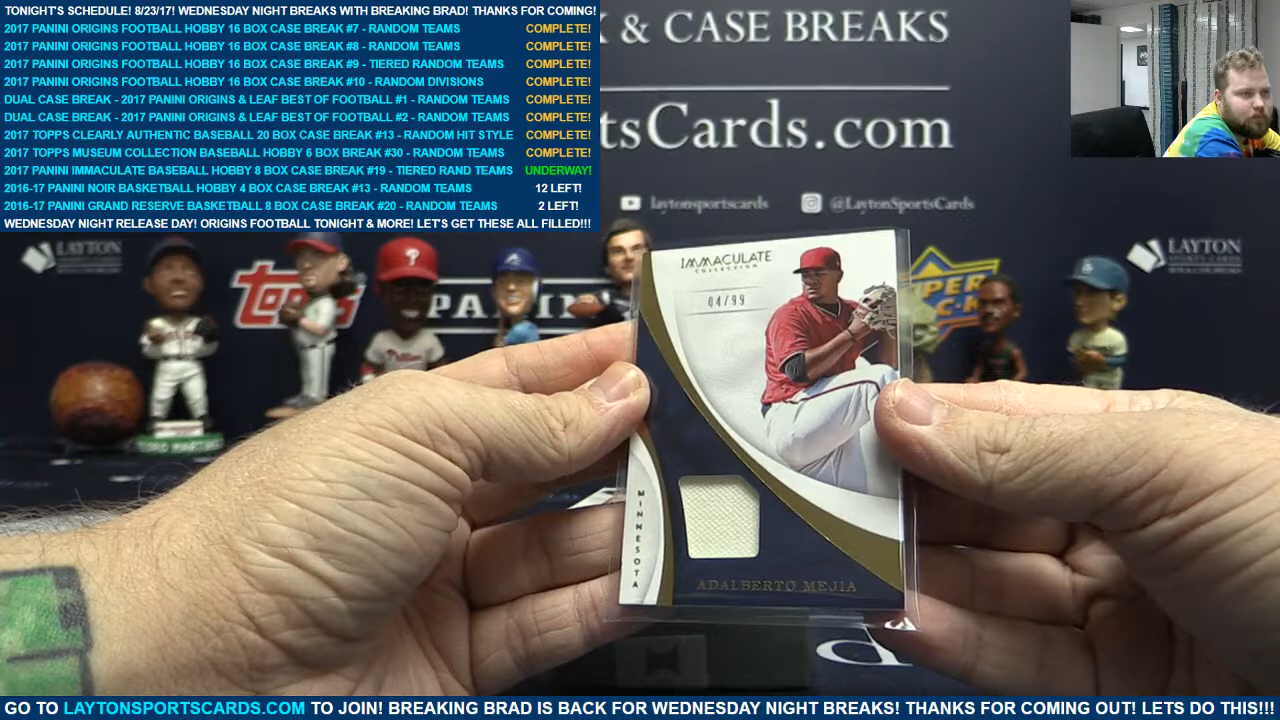 TONIGHT'S SCHEDULE! 8/23/17! WEDNESDAY NIGHT BREAKS WITH BREAKING BRAD! THANKS FOR COMING!
2017 PANINI ORIGINS FOOTBALL HOBBY 16 BOX CASE BREAK #7 - RANDOM TEAMS COMPLETE!
2017 PANINI ORIGINS FOOTBALL HOBBY 16 BOX CASE BREAK #8 - RANDOM TEAMS COMPLETE!
2017 PANINI ORIGINS FOOTBALL HOBBY 16 BOX CASE BREAK #9 - TIERED RANDOM TEAMS COMPLETE!
2017 PANINI ORIGINS FOOTBALL HOBBY 16 BOX CASE BREAK #10 - RANDOM DIVISIONS COMPLETE!
DUAL CASE BREAK - 2017 PANINI ORIGINS & LEAF BEST OF FOOTBALL #1 - RANDOM TEAMS COMPLETE!
DUAL CASE BREAK - 2017 PANINI ORIGINS & LEAF BEST OF FOOTBALL #2 - RANDOM TEAMS COMPLETE!
2017 TOPPS CLEARLY AUTHENTIC BASEBALL 20 BOX CASE BREAK #13 - RANDOM HIT STYLE COMPLETE!
2017 TOPPS MUSEUM COLLECTION BASEBALL HOBBY 6 BOX BREAK #30 - RANDOM TEAMS COMPLETE!
2017 PANINI IMMACULATE BASEBALL HOBBY 8 BOX CASE BREAK #19 - TIERED RAND TEAMS UNDERWAY!
2016-17 PANINI NOIR BASKETBALL HOBBY 4 BOX CASE BREAK #13 - RANDOM TEAMS 12 LEFT!
2016-17 PANINI GRAND RESERVE BASKETBALL 8 BOX CASE BREAK #20 - RANDOM TEAMS 2 LEFT!
WEDNESDAY NIGHT RELEASE DAY! ORIGINS FOOTBALL TONIGHT & MORE! LET'S GET THESE ALL FILLED!!!
& CASE BREAKS
tsCards.com
laytonsportscards @LaytonSportsCards
LAYTON
LAYTON
SPORTS CARDS
topps
PANINI
Phillies
IMMACULATE
COLLECTION
04/99
MINNESOTA
ADALBERTO MEJIA
GO TO LAYTONSPORTSCARDS.COM TO JOIN! BREAKING BRAD IS BACK FOR WEDNESDAY NIGHT BREAKS! THANKS FOR COMING OUT! LETS DO THIS!!!